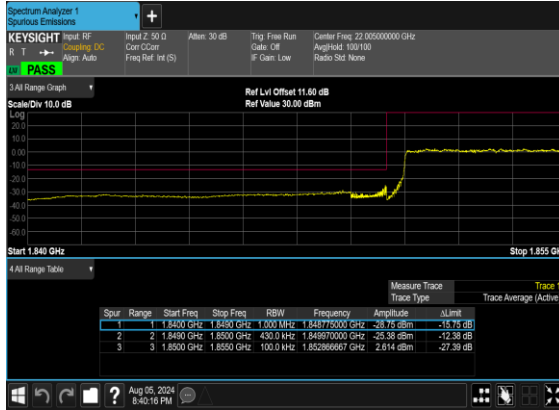 Spectrum Analyzer 1
Spurious Emissions
KEYSIGHT Input: RF Input Z: 50 Ω Atten: 30 dB Trig: Free Run Center Freq: 22.005000000 GHz
R T Coupling: DC Corr CCorr Gate: Off Avg|Hold: 100/100
Align: Auto Freq Ref: Int (S) IF Gain: Low Radio Std: None
PASS
3 All Range Graph
Ref Lvl Offset 11.60 dB
Scale/Div 10.0 dB Ref Value 30.00 dBm
Log
20.0
10.0
0.00
-10.0
-20.0
-30.0
-40.0
-50.0
-60.0
Start 1.840 GHz Stop 1.855 GH
4 All Range Table
Measure Trace Trace 1
Trace Type Trace Average (Active
Spur Range Start Freq Stop Freq RBW Frequency Amplitude ΔLimit
1 1 1.8400 GHz 1.8490 GHz 1.000 MHz 1.848775000 GHz -28.75 dBm -15.75 dB
2 2 1.8490 GHz 1.8500 GHz 430.0 kHz 1.849970000 GHz -25.38 dBm -12.38 dB
3 3 1.8500 GHz 1.8550 GHz 100.0 kHz 1.852866667 GHz 2.614 dBm -27.39 dB
? Aug 05, 2024
8:40:16 PM